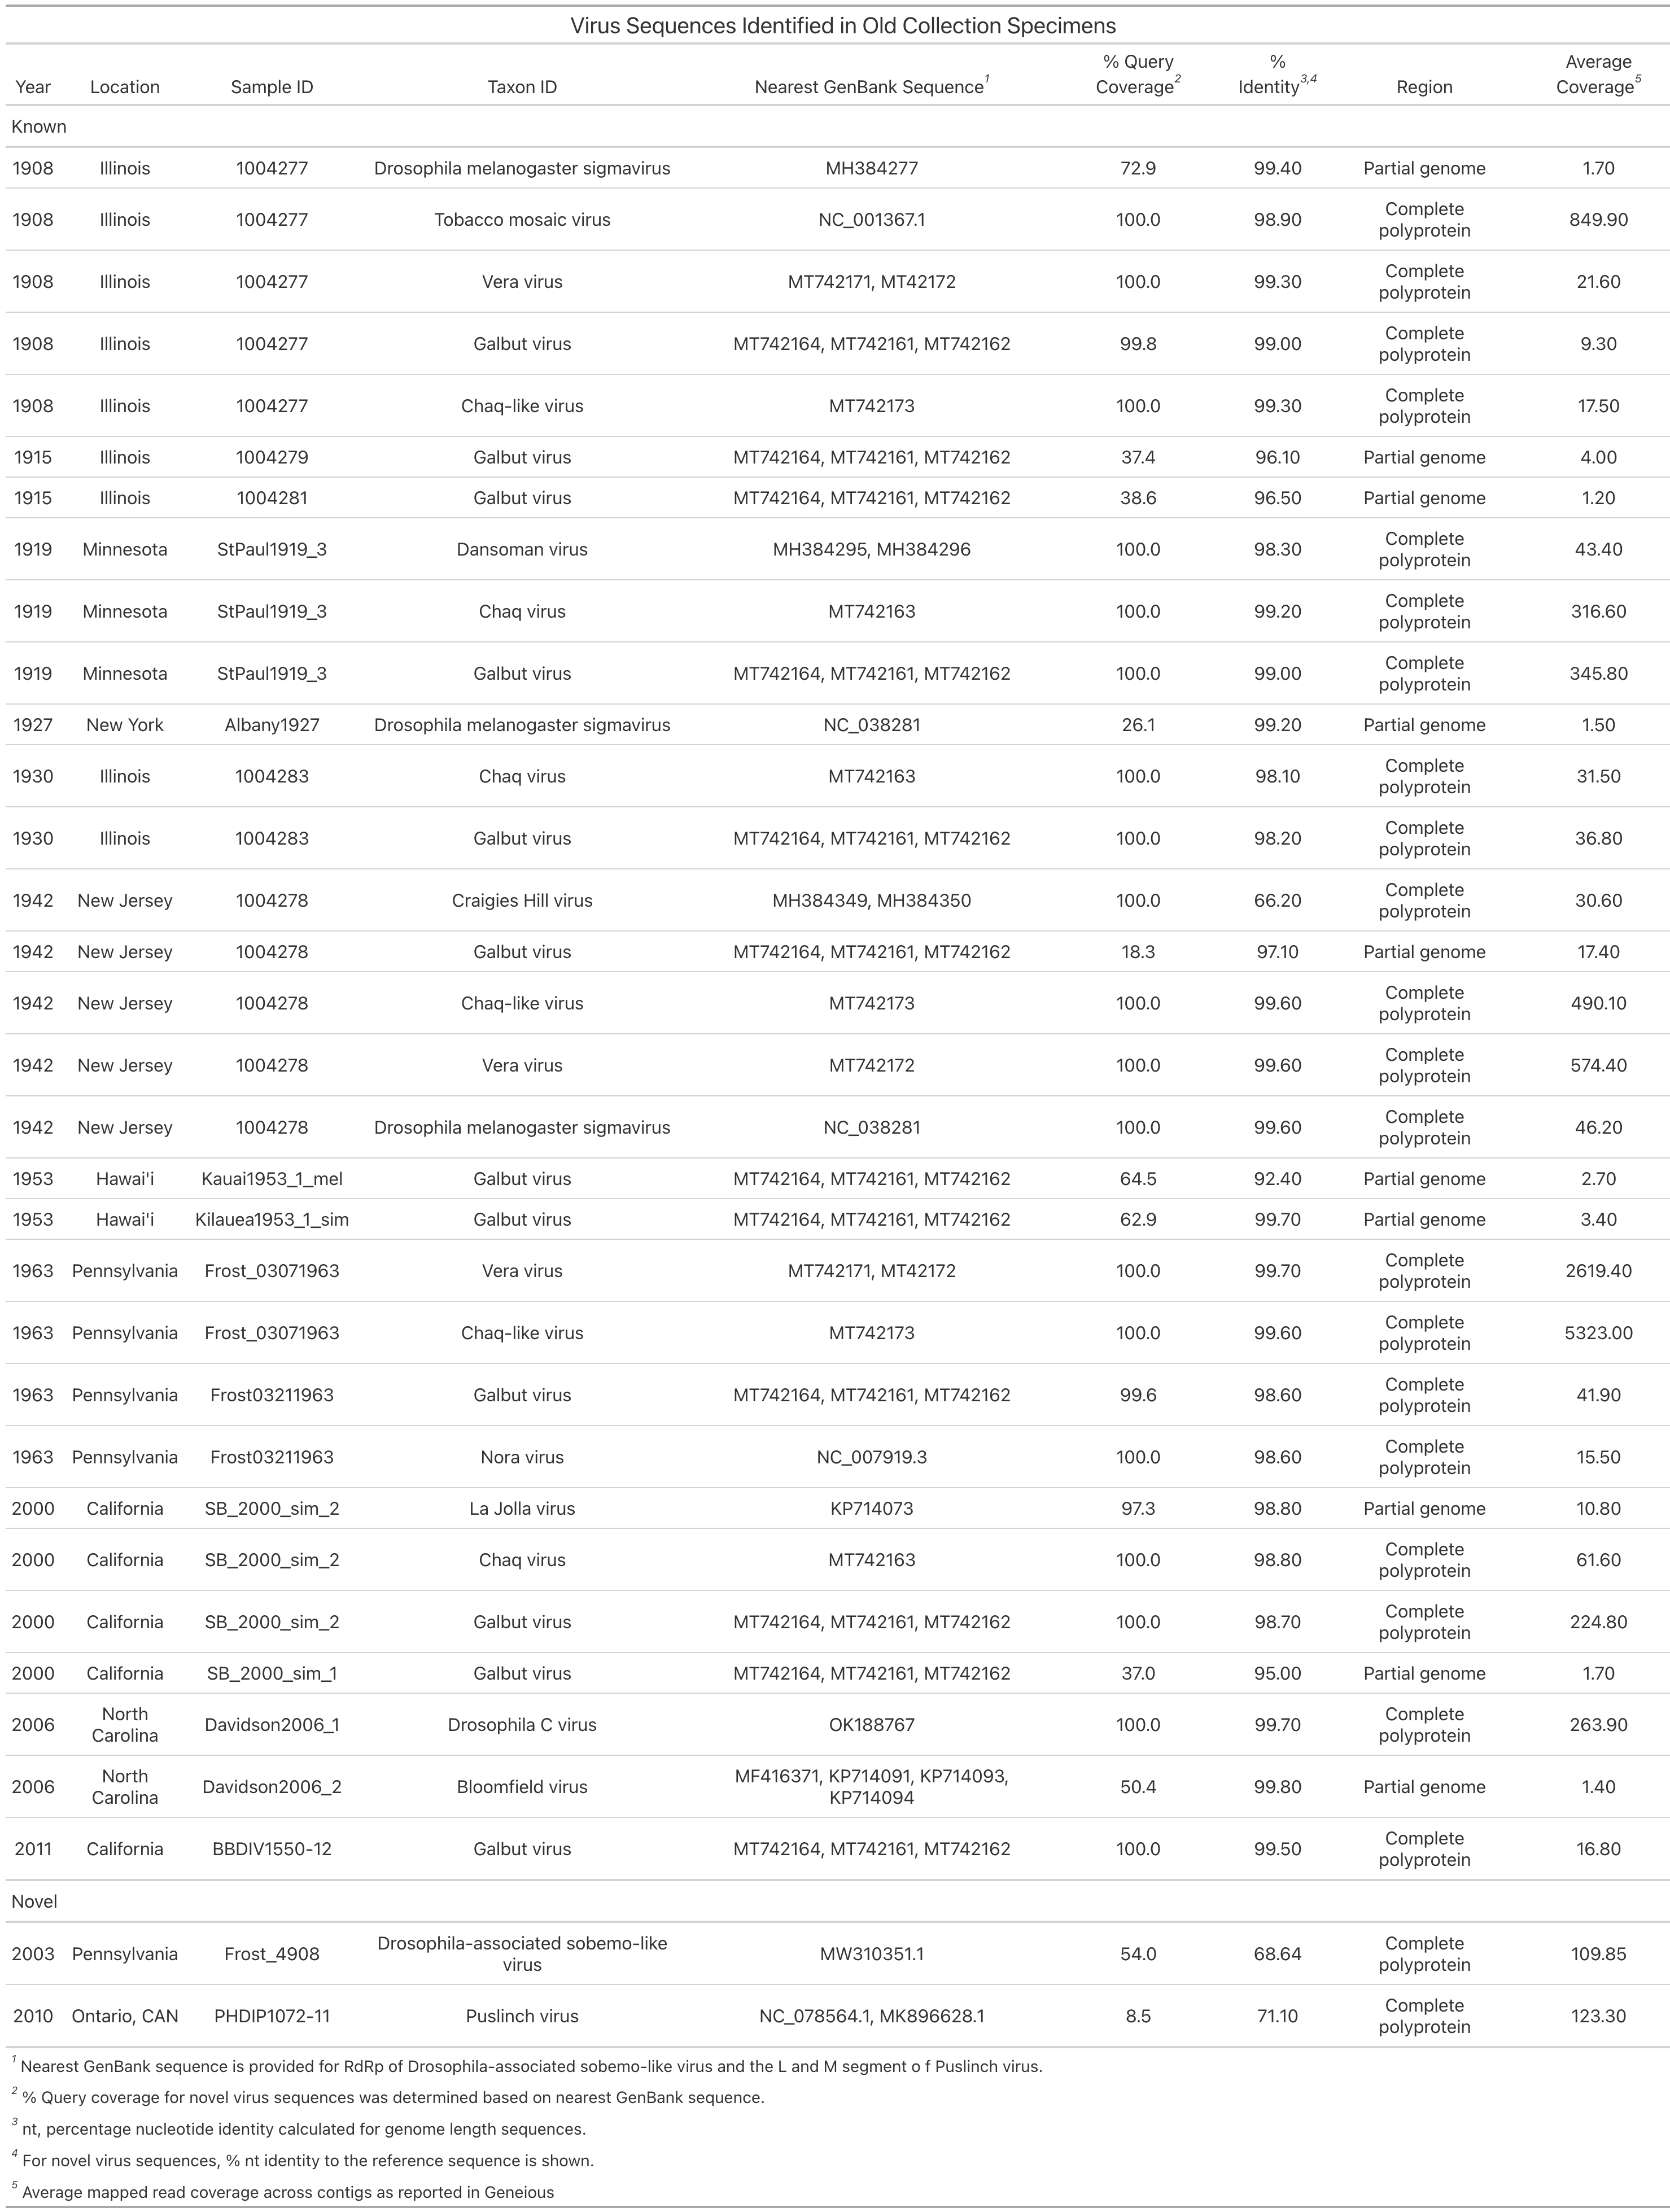 Virus Sequences Identified in Old Collection Specimens
Year Location Sample ID Taxon ID Nearest GenBank Sequence1 % Query Coverage2 % Identity3,4 Region Average Coverage5
Known
1908 Illinois 1004277 Drosophila melanogaster sigmavirus MH384277 72.9 99.40 Partial genome 1.70
1908 Illinois 1004277 Tobacco mosaic virus NC_001367.1 100.0 98.90 Complete polyprotein 849.90
1908 Illinois 1004277 Vera virus MT742171, MT42172 100.0 99.30 Complete polyprotein 21.60
1908 Illinois 1004277 Galbut virus MT742164, MT742161, MT742162 99.8 99.00 Complete polyprotein 9.30
1908 Illinois 1004277 Chaq-like virus MT742173 100.0 99.30 Complete polyprotein 17.50
1915 Illinois 1004279 Galbut virus MT742164, MT742161, MT742162 37.4 96.10 Partial genome 4.00
1915 Illinois 1004281 Galbut virus MT742164, MT742161, MT742162 38.6 96.50 Partial genome 1.20
1919 Minnesota StPaul1919_3 Dansoman virus MH384295, MH384296 100.0 98.30 Complete polyprotein 43.40
1919 Minnesota StPaul1919_3 Chaq virus MT742163 100.0 99.20 Complete polyprotein 316.60
1919 Minnesota StPaul1919_3 Galbut virus MT742164, MT742161, MT742162 100.0 99.00 Complete polyprotein 345.80
1927 New York Albany1927 Drosophila melanogaster sigmavirus NC_038281 26.1 99.20 Partial genome 1.50
1930 Illinois 1004283 Chaq virus MT742163 100.0 98.10 Complete polyprotein 31.50
1930 Illinois 1004283 Galbut virus MT742164, MT742161, MT742162 100.0 98.20 Complete polyprotein 36.80
1942 New Jersey 1004278 Craigies Hill virus MH384349, MH384350 100.0 66.20 Complete polyprotein 30.60
1942 New Jersey 1004278 Galbut virus MT742164, MT742161, MT742162 18.3 97.10 Partial genome 17.40
1942 New Jersey 1004278 Chaq-like virus MT742173 100.0 99.60 Complete polyprotein 490.10
1942 New Jersey 1004278 Vera virus MT742172 100.0 99.60 Complete polyprotein 574.40
1942 New Jersey 1004278 Drosophila melanogaster sigmavirus NC_038281 100.0 99.60 Complete polyprotein 46.20
1953 Hawai'i Kauai1953_1_mel Galbut virus MT742164, MT742161, MT742162 64.5 92.40 Partial genome 2.70
1953 Hawai'i Kilauea1953_1_sim Galbut virus MT742164, MT742161, MT742162 62.9 99.70 Partial genome 3.40
1963 Pennsylvania Frost_03071963 Vera virus MT742171, MT42172 100.0 99.70 Complete polyprotein 2619.40
1963 Pennsylvania Frost_03071963 Chaq-like virus MT742173 100.0 99.60 Complete polyprotein 5323.00
1963 Pennsylvania Frost03211963 Galbut virus MT742164, MT742161, MT742162 99.6 98.60 Complete polyprotein 41.90
1963 Pennsylvania Frost03211963 Nora virus NC_007919.3 100.0 98.60 Complete polyprotein 15.50
2000 California SB_2000_sim_2 La Jolla virus KP714073 97.3 98.80 Partial genome 10.80
2000 California SB_2000_sim_2 Chaq virus MT742163 100.0 98.80 Complete polyprotein 61.60
2000 California SB_2000_sim_2 Galbut virus MT742164, MT742161, MT742162 100.0 98.70 Complete polyprotein 224.80
2000 California SB_2000_sim_1 Galbut virus MT742164, MT742161, MT742162 37.0 95.00 Partial genome 1.70
2006 North Carolina Davidson2006_1 Drosophila C virus OK188767 100.0 99.70 Complete polyprotein 263.90
2006 North Carolina Davidson2006_2 Bloomfield virus MF416371, KP714091, KP714093, KP714094 50.4 99.80 Partial genome 1.40
2011 California BBDIV1550-12 Galbut virus MT742164, MT742161, MT742162 100.0 99.50 Complete polyprotein 16.80
Novel
2003 Pennsylvania Frost_4908 Drosophila-associated sobemo-like virus MW310351.1 54.0 68.64 Complete polyprotein 109.85
2010 Ontario, CAN PHDIP1072-11 Puslinch virus NC_078564.1, MK896628.1 8.5 71.10 Complete polyprotein 123.30
1 Nearest GenBank sequence is provided for RdRp of Drosophila-associated sobemo-like virus and the L and M segment o f Puslinch virus.
2 % Query coverage for novel virus sequences was determined based on nearest GenBank sequence.
3 nt, percentage nucleotide identity calculated for genome length sequences.
4 For novel virus sequences, % nt identity to the reference sequence is shown.
5 Average mapped read coverage across contigs as reported in Geneious